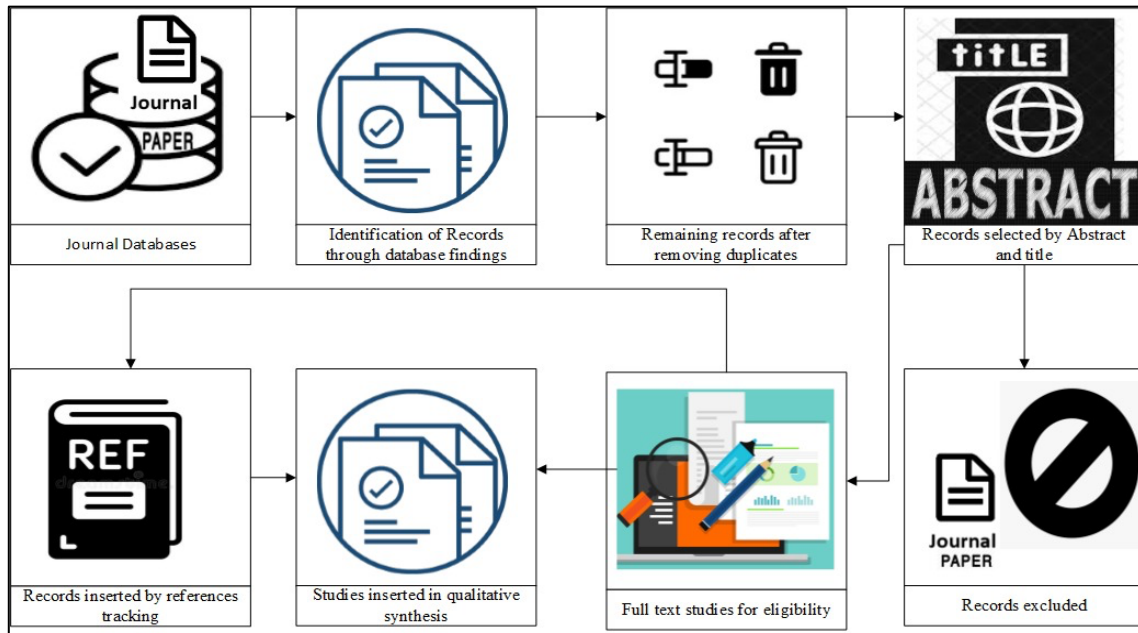 Journal
PAPER
Journal Databases
Identification of Records
through database findings
Remaining records after
removing duplicates
tittLE
ABSTRACT
Records selected by Abstract
and title
REF
Records inserted by references
tracking
Studies inserted in qualitative
synthesis
Full text studies for eligibility
Journal
PAPER
Records excluded